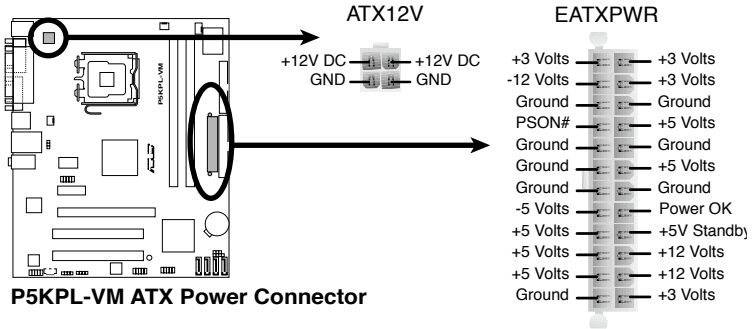 ATX12V
EATXPWR
+12V DC +12V DC
GND GND
+3 Volts +3 Volts
-12 Volts +3 Volts
Ground Ground
PSON# +5 Volts
Ground Ground
Ground +5 Volts
Ground Ground
-5 Volts Power OK
+5 Volts +5V Standby
+5 Volts +12 Volts
+5 Volts +12 Volts
Ground +3 Volts
P5KPL-VM
ASUS
P5KPL-VM ATX Power Connector